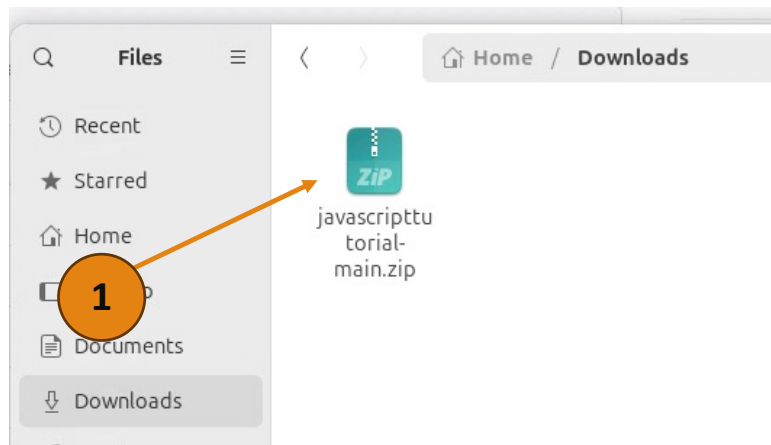 Files
Home / Downloads
Recent
Starred
Home
Documents
Downloads
1
ZiP
javascripttu
torial-
main.zip